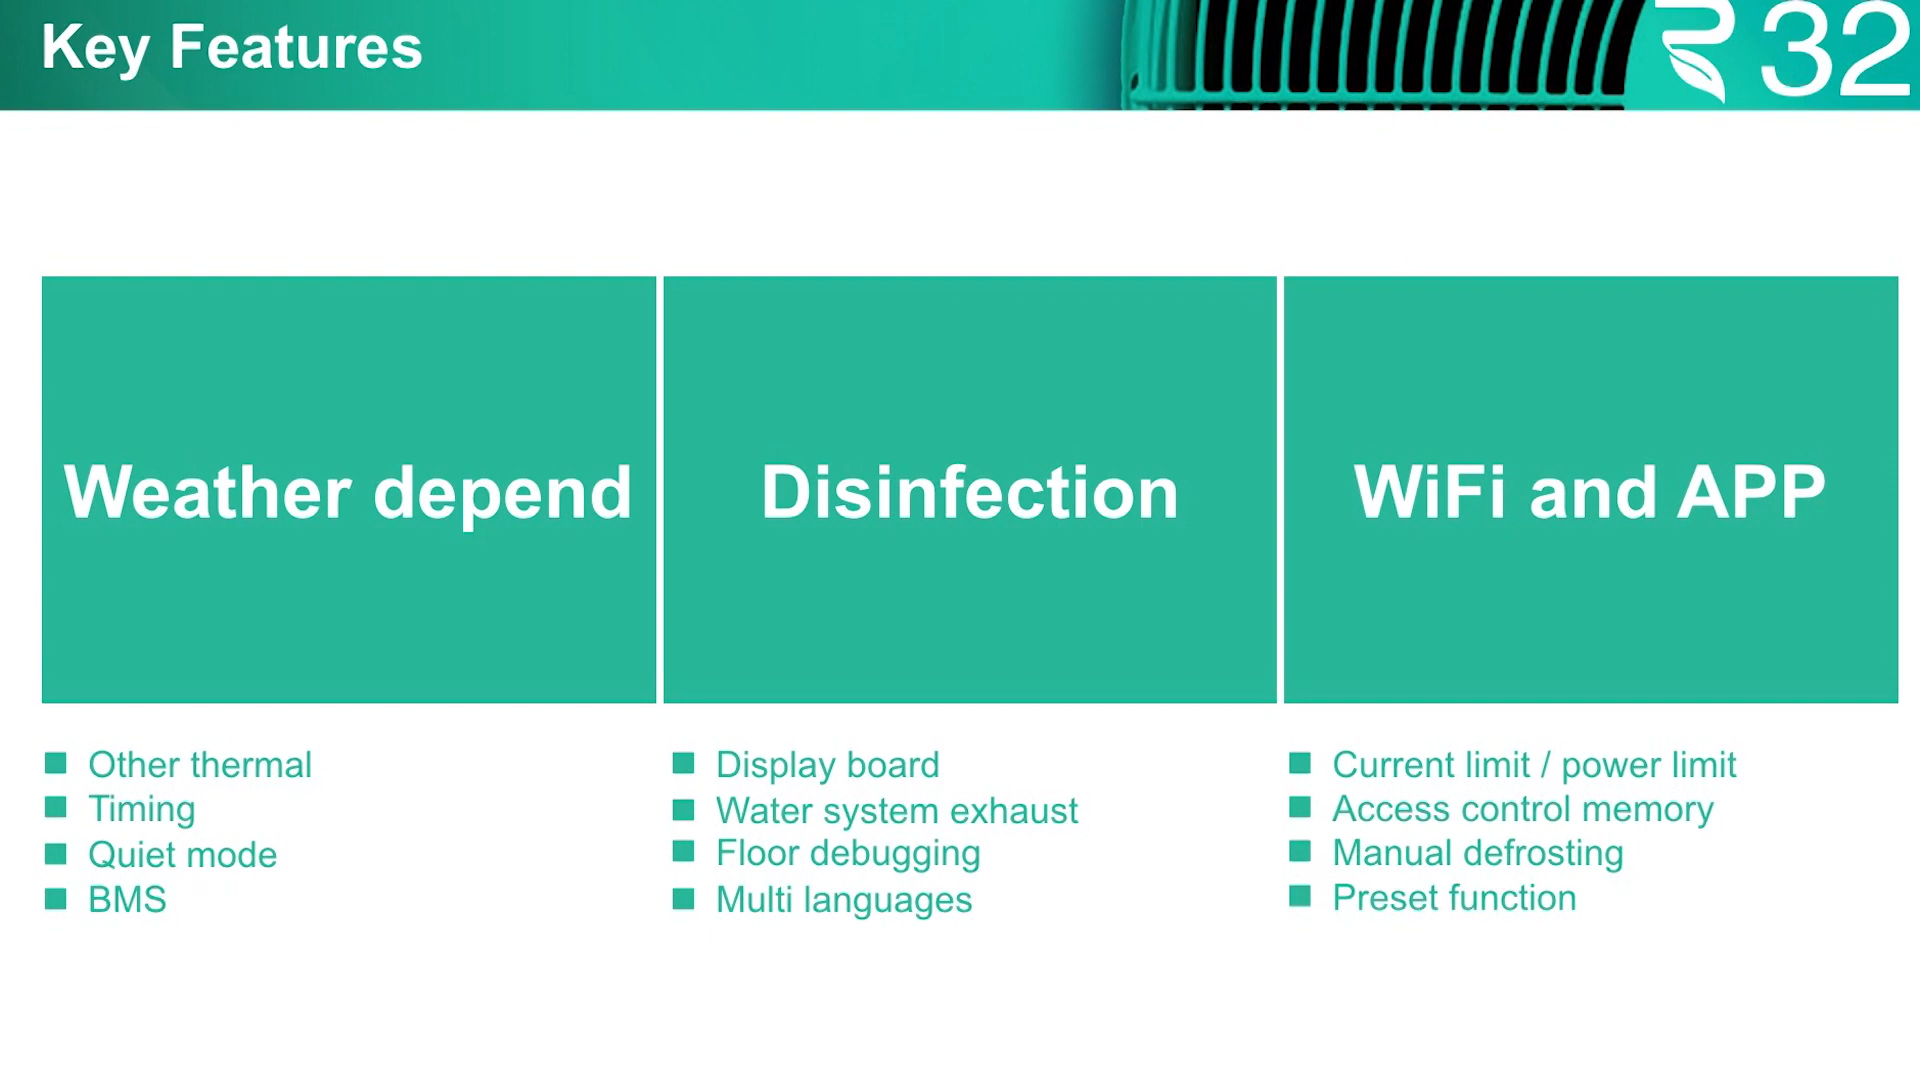 Key Features
R32
Weather depend
Disinfection
WiFi and APP
Other thermal
Timing
Quiet mode
BMS
Display board
Water system exhaust
Floor debugging
Multi languages
Current limit / power limit
Access control memory
Manual defrosting
Preset function